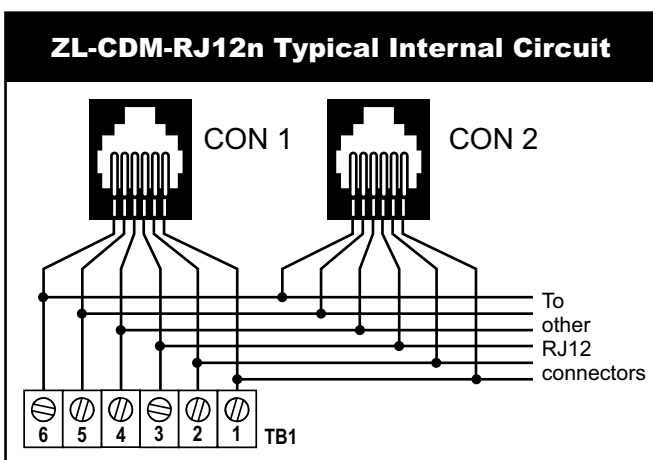 ZL-CDM-RJ12n Typical Internal Circuit
CON 1
CON 2
To
other
RJ12
connectors
6 5 4 3 2 1 TB1